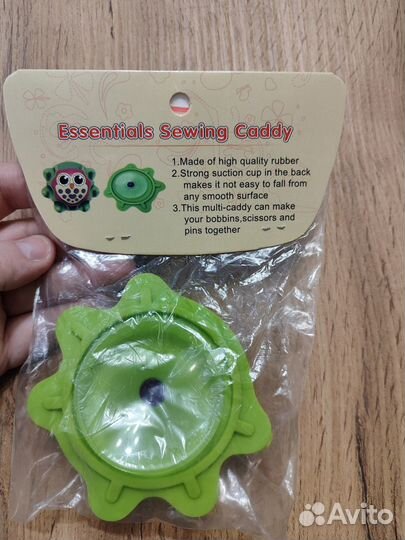 Essentials Sewing Caddy
1.Made of high quality rubber
2.Strong suction cup in the back
makes it not easy to fall from
any smooth surface
3.This multi-caddy can make
your bobbins,scissors and
pins together
Avito